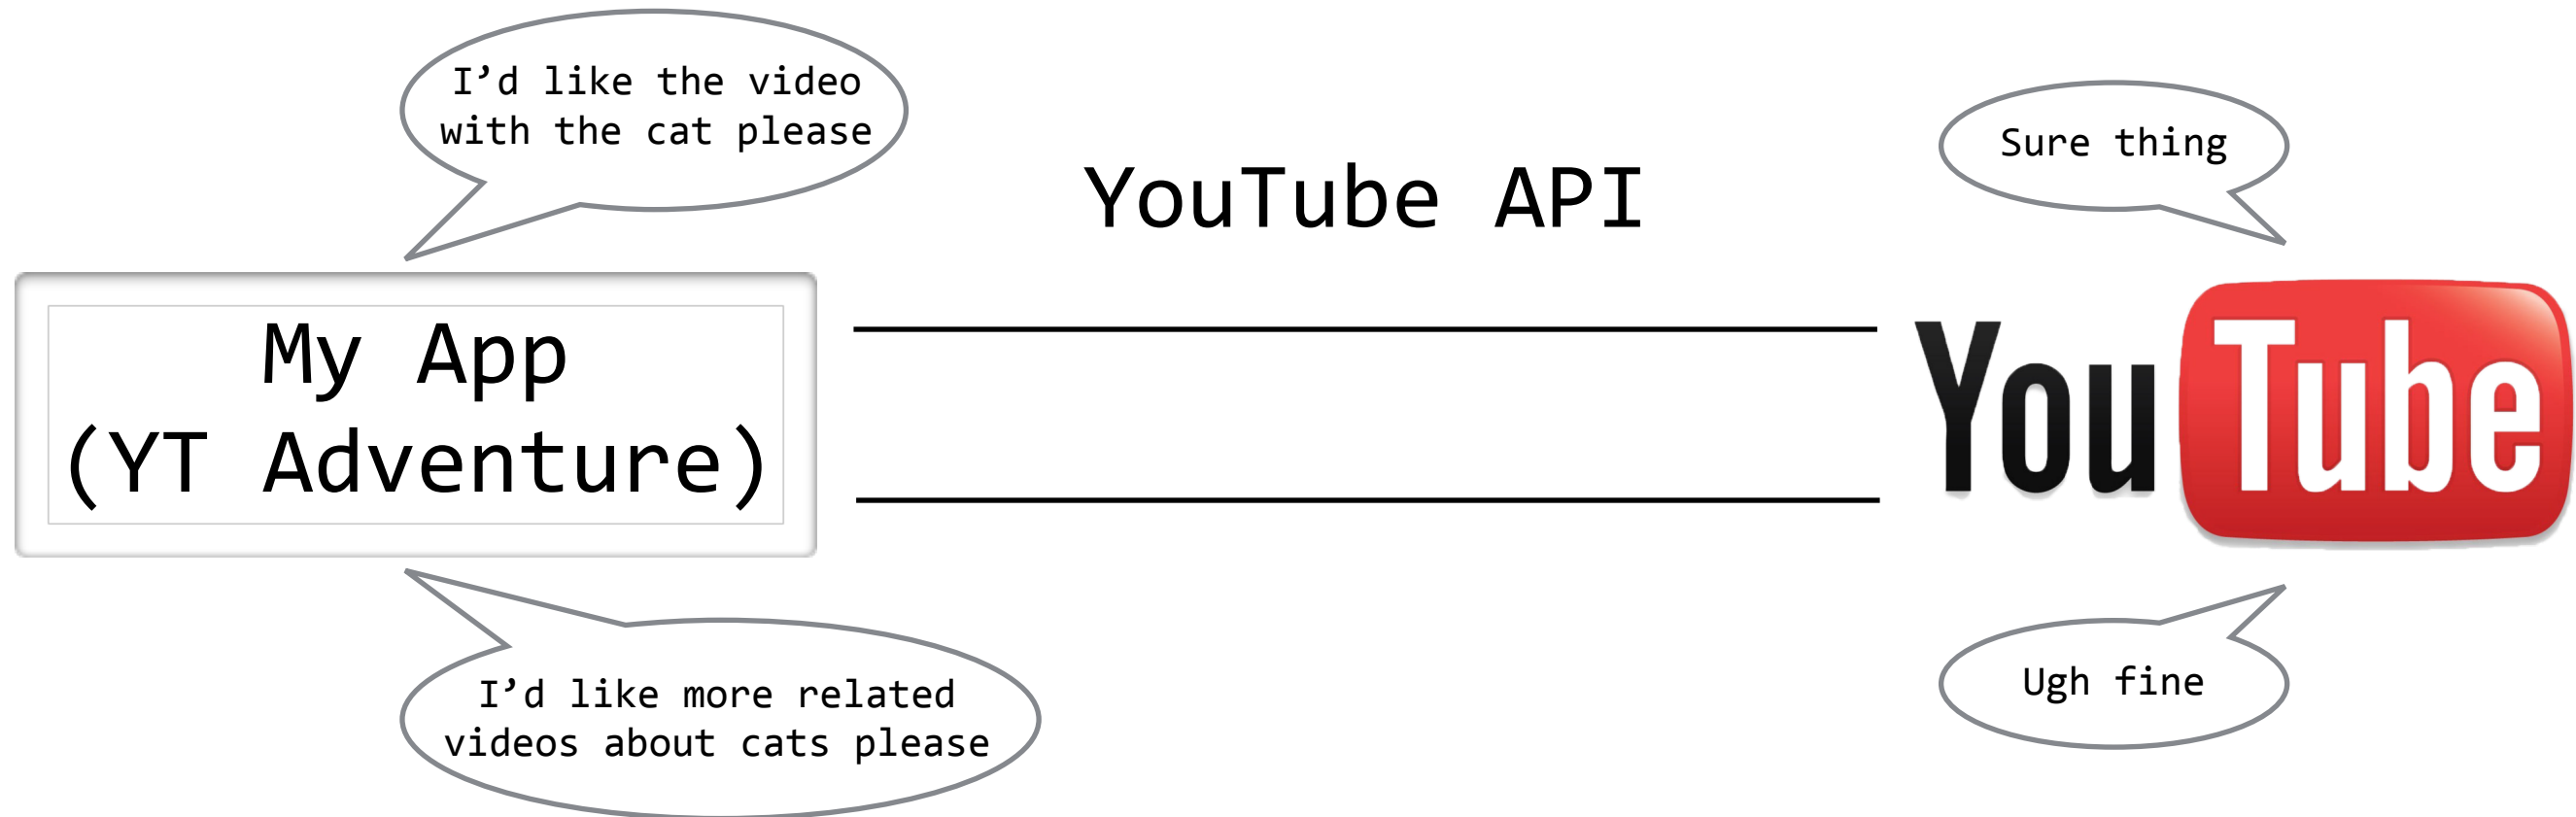 I’d like the video
with the cat please
Sure thing
YouTube API
My App
(YT Adventure)
YouTube
I’d like more related
videos about cats please
Ugh fine